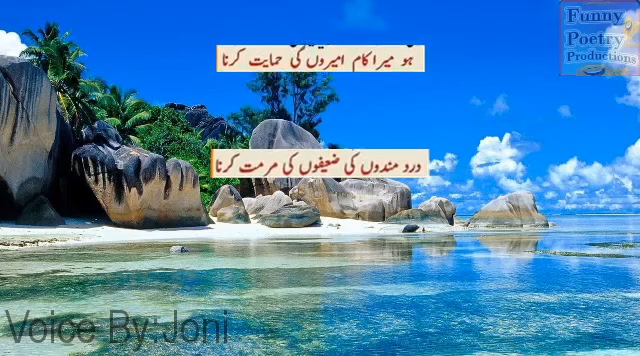 Funny
Poetry
Productions
ہو میرا کام امیروں کی حمایت کرنا
درد مندوں کی ضعیفوں کی مرمت کرنا
Voice By:Joni